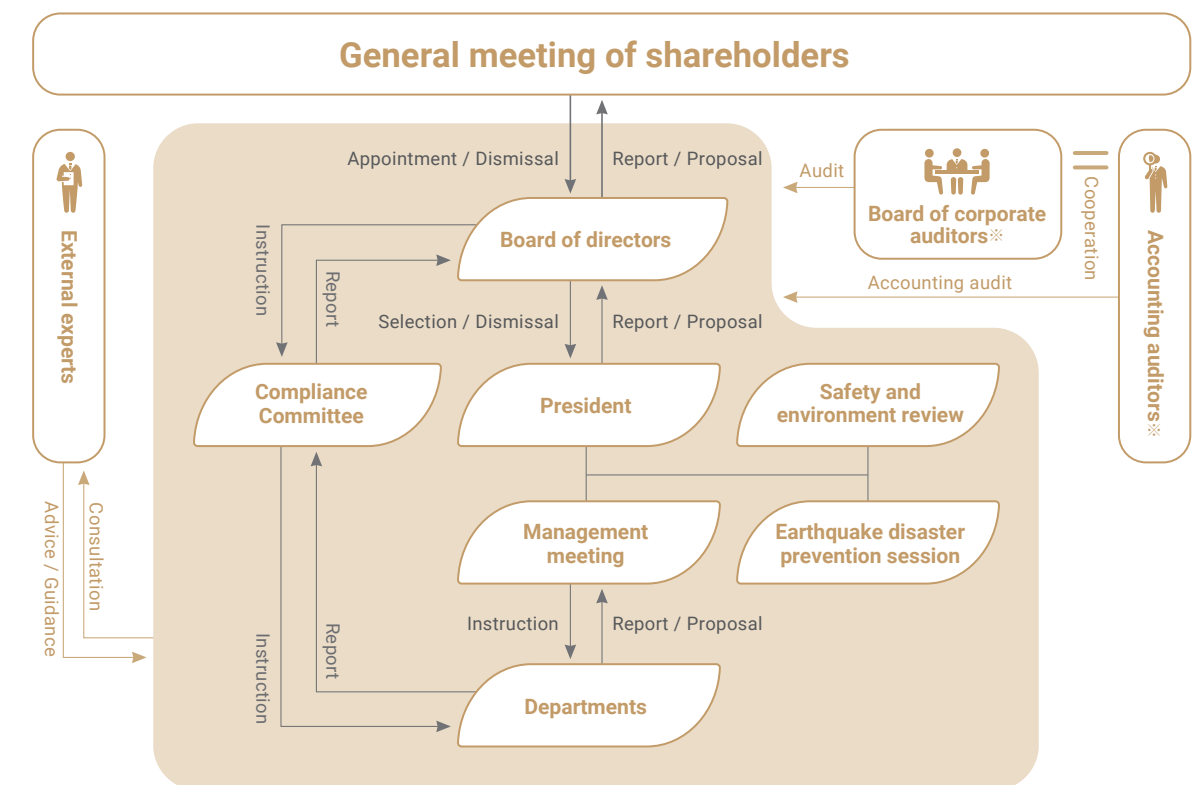 General meeting of shareholders
External experts
Advice / Guidance
Consultation
Appointment / Dismissal
Report / Proposal
Board of directors
Instruction
Report
Selection / Dismissal
Report / Proposal
Compliance
Committee
President
Safety and
environment review
Management
meeting
Earthquake disaster
prevention session
Instruction
Report
Instruction
Report / Proposal
Departments
Audit
Board of corporate
auditors※
Cooperation
Accounting audit
Accounting auditors※